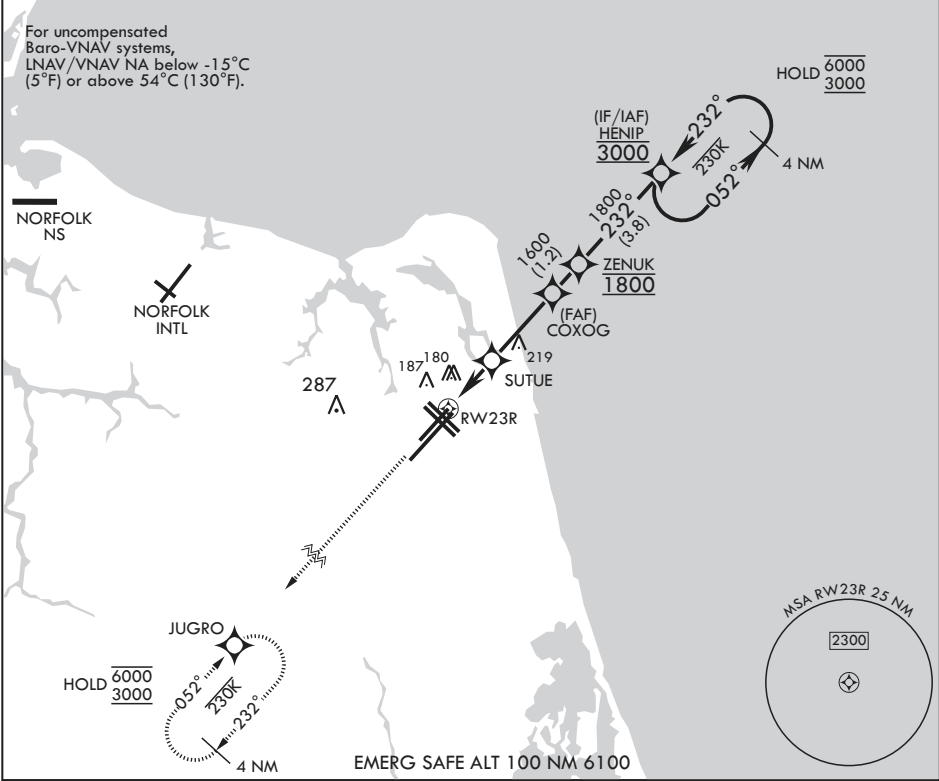 For uncompensated
Baro-VNAV systems,
LNAV/VNAV NA below -15°C
(5°F) or above 54°C (130°F).
HOLD 6000
3000
(IF/IAF)
HENIP
3000
232°
230K
052°
4 NM
1800
232°
(3.8)
NORFOLK
NS
1600
(1.2)
ZENUK
1800
NORFOLK
INTL
(FAF)
COXOG
219
187
180
SUTUE
287
RW23R
MSA RW23R 25 NM
2300
JUGRO
HOLD 6000
3000
052°
230K
232°
4 NM
EMERG SAFE ALT 100 NM 6100